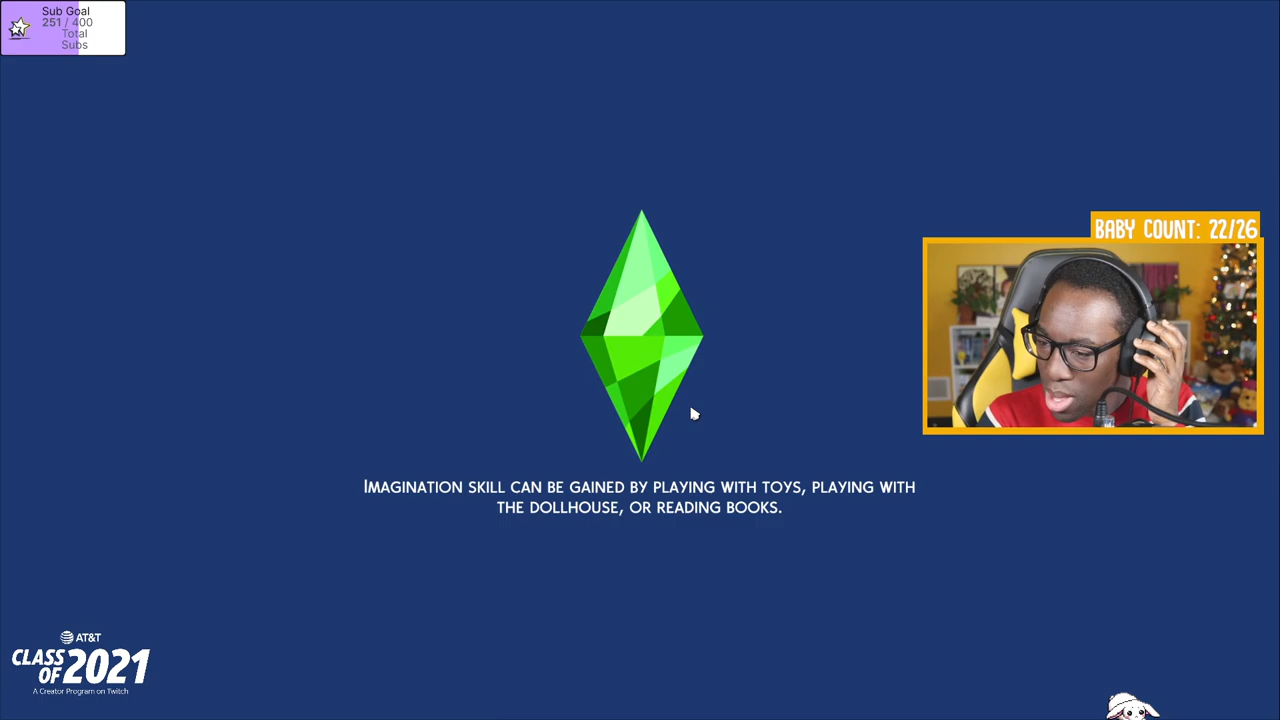 Sub Goal
251 / 400
Total
Subs
BABY COUNT: 22/26
IMAGINATION SKILL CAN BE GAINED BY PLAYING WITH TOYS, PLAYING WITH
THE DOLLHOUSE, OR READING BOOKS.
AT&T
CLASS
OF 2021
A Creator Program on Twitch